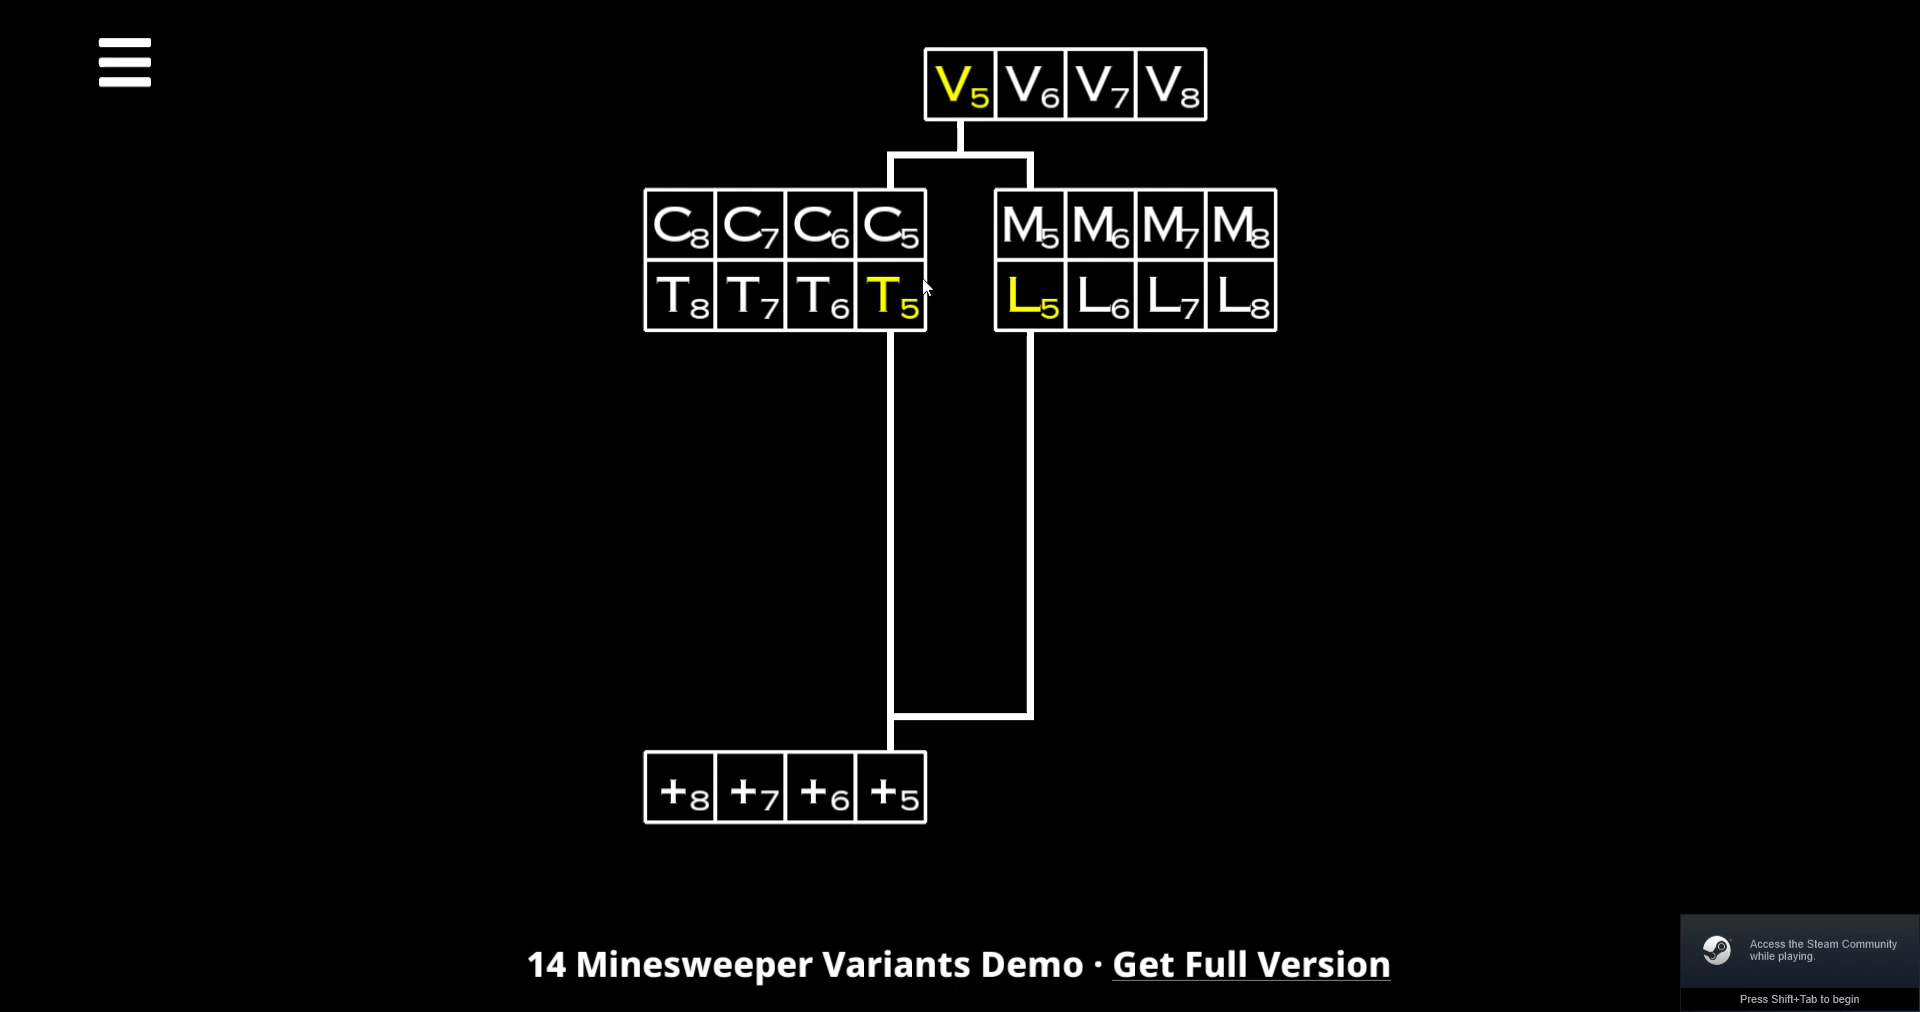 V5 V6 V7 V8
C8 C7 C6 C5 M5 M6 M7 M8
T8 T7 T6 T5 L5 L6 L7 L8
+8 +7 +6 +5
14 Minesweeper Variants Demo · Get Full Version
Access the Steam Community
while playing.
Press Shift+Tab to begin